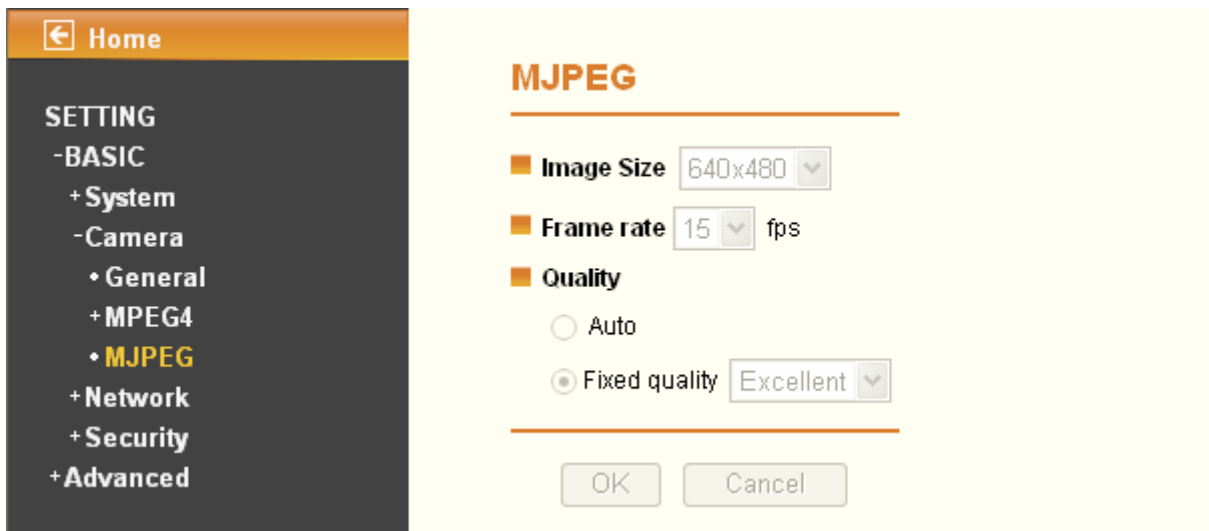 Home
SETTING
-BASIC
+System
-Camera
•General
+MPEG4
•MJPEG
+Network
+Security
+Advanced
MJPEG
Image Size 640x480
Frame rate 15 fps
Quality
Auto
Fixed quality Excellent
OK Cancel